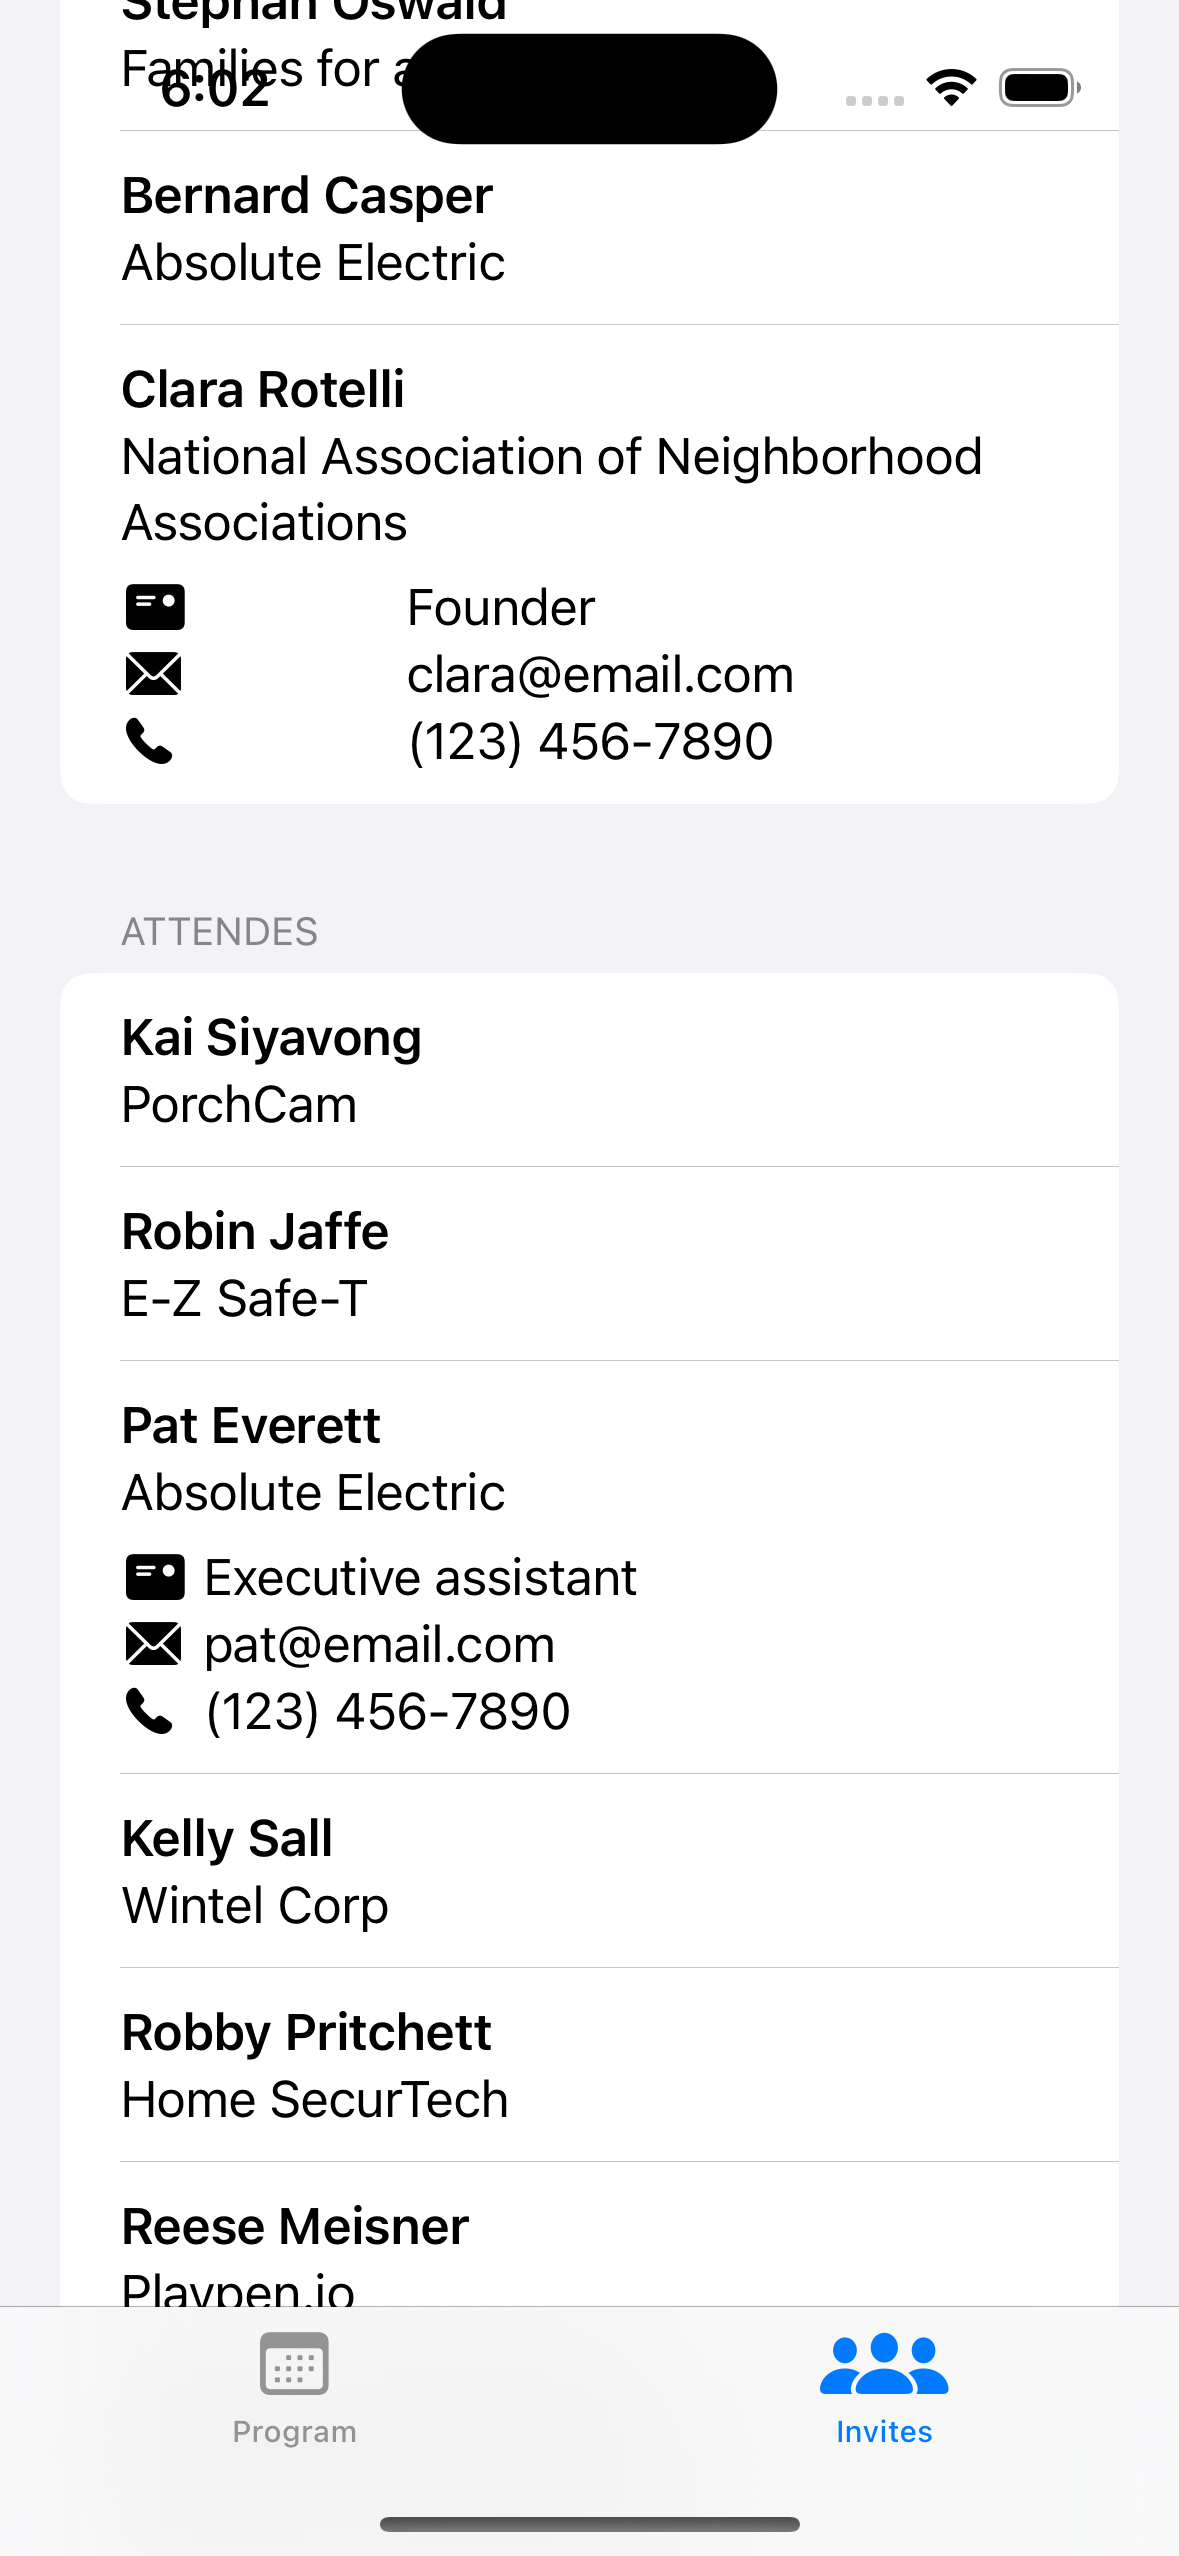 Stephan Oswald
Families for a
6:02
Bernard Casper
Absolute Electric
Clara Rotelli
National Association of Neighborhood
Associations
Founder
clara@email.com
(123) 456-7890
ATTENDES
Kai Siyavong
PorchCam
Robin Jaffe
E-Z Safe-T
Pat Everett
Absolute Electric
Executive assistant
pat@email.com
(123) 456-7890
Kelly Sall
Wintel Corp
Robby Pritchett
Home SecurTech
Reese Meisner
Playpen.io
Program
Invites